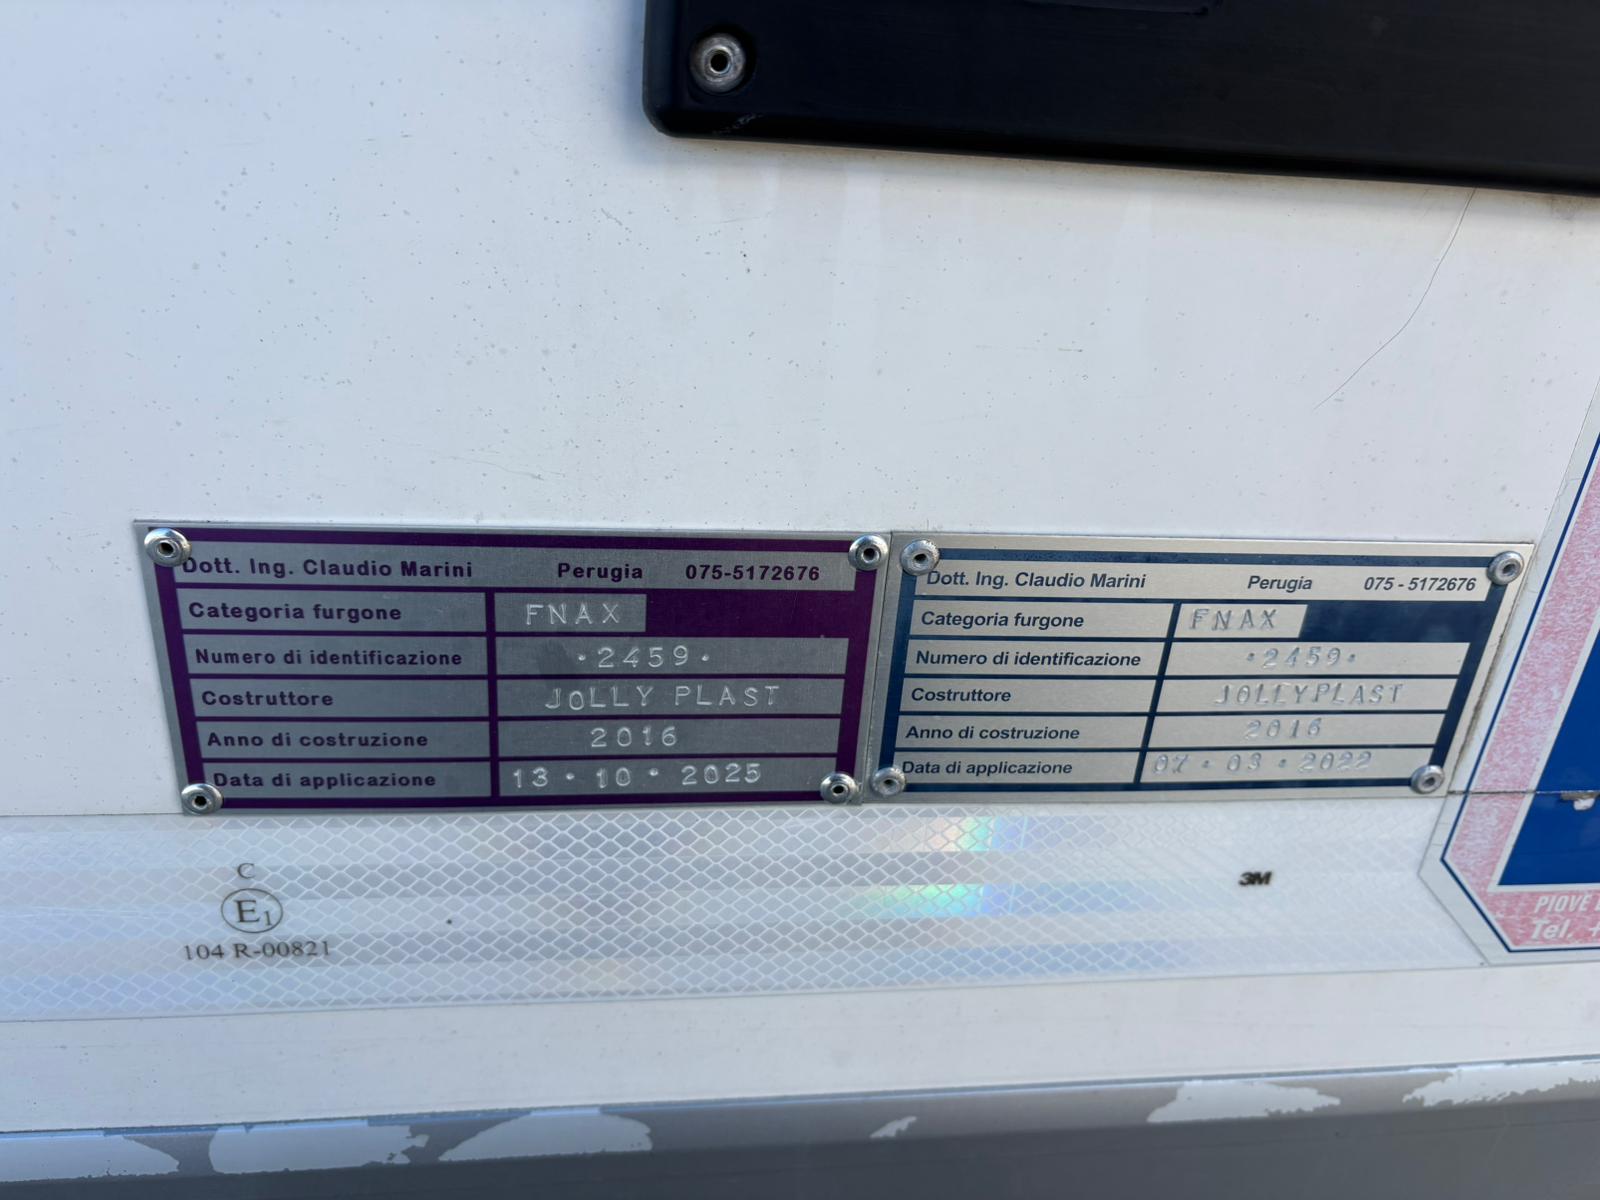 Dott. Ing. Claudio Marini Perugia 075-5172676
Categoria furgone FNAX
Numero di identificazione ·2459·
Costruttore JOLLY PLAST
Anno di costruzione 2016
Data di applicazione 13 · 10 · 2025
Dott. Ing. Claudio Marini Perugia 075 - 5172676
Categoria furgone FNAX
Numero di identificazione ·2459·
Costruttore JOLLYPLAST
Anno di costruzione 2016
Data di applicazione 07 · 03 · 2022
C
E1
104 R-00821
3M
PIOVE
Tel. +